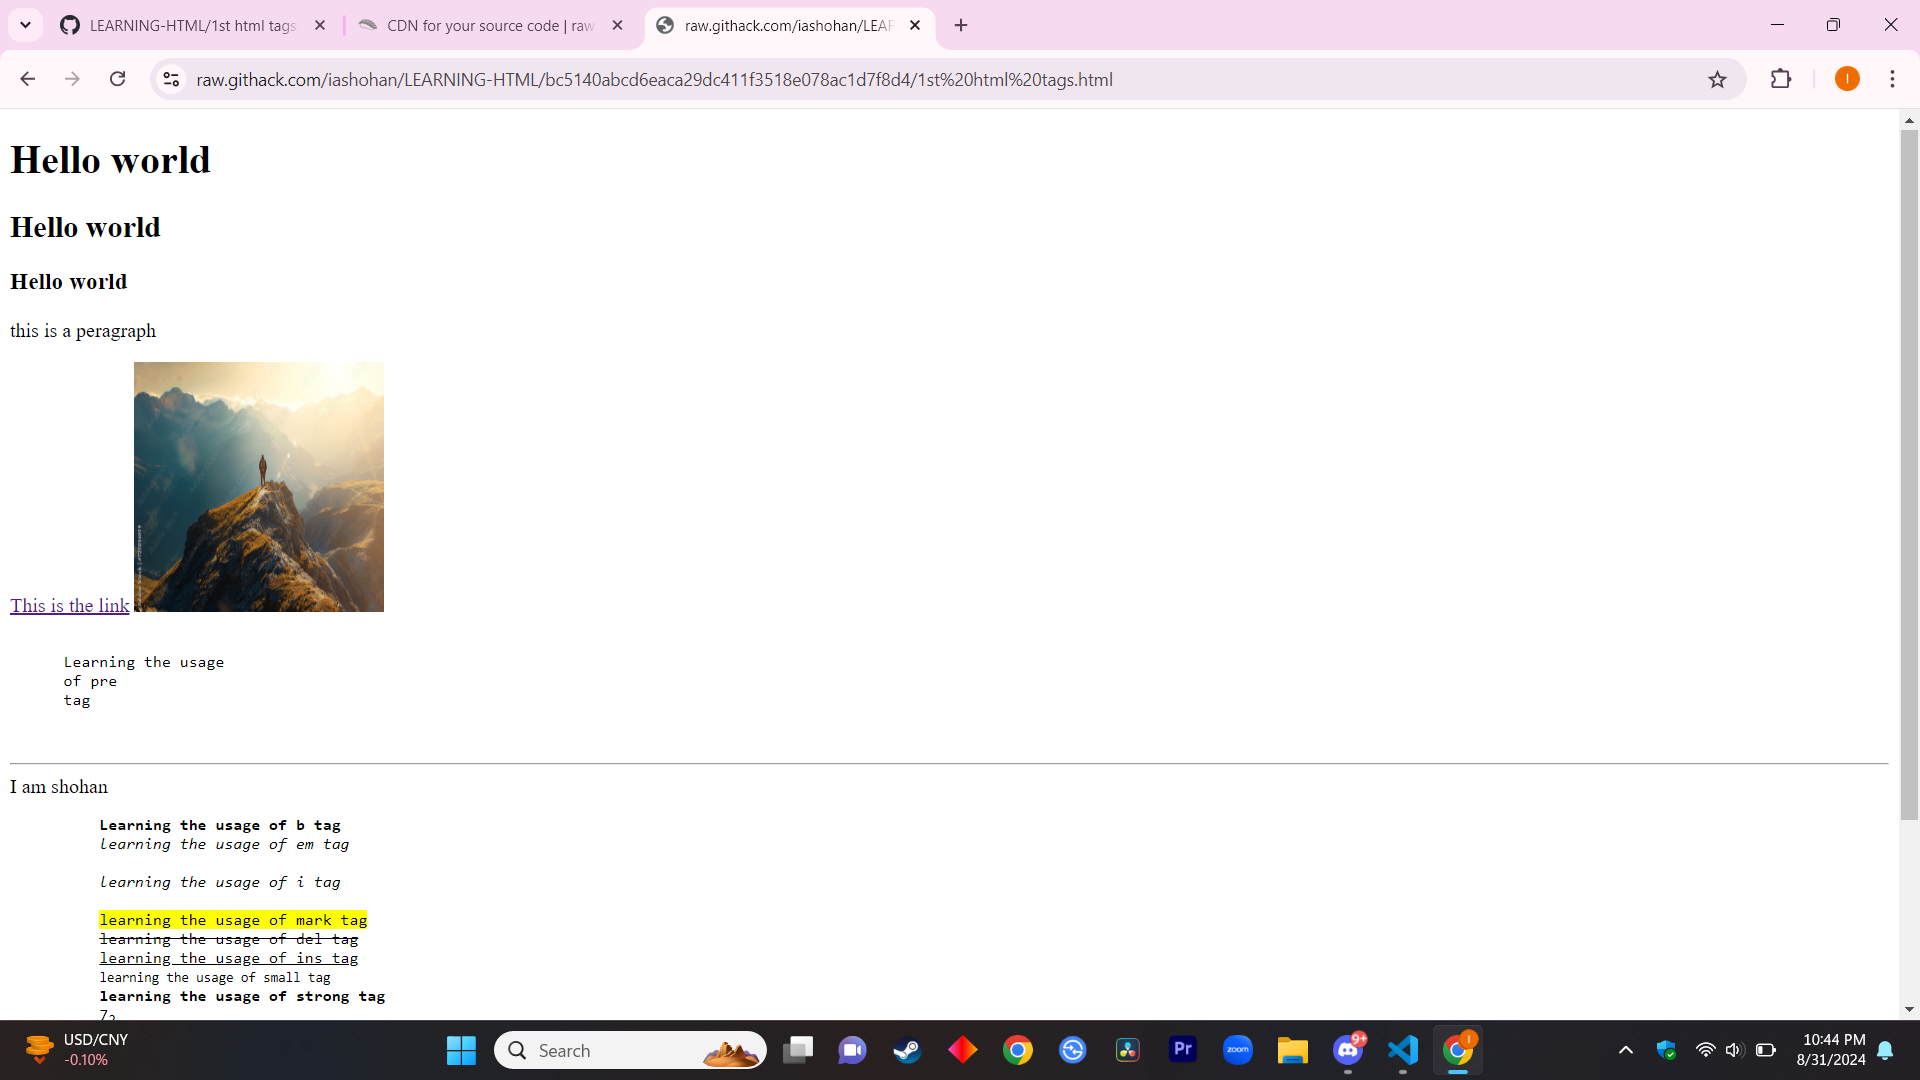 LEARNING-HTML/1st html tags.
CDN for your source code | raw
raw.githack.com/iashohan/LEAR
raw.githack.com/iashohan/LEARNING-HTML/bc5140abcd6eaca29dc411f3518e078ac1d7f8d4/1st%20html%20tags.html
I
Hello world
Hello world
Hello world
this is a peragraph
This is the link
Learning the usage
of pre
tag
I am shohan
Learning the usage of b tag
learning the usage of em tag
learning the usage of i tag
learning the usage of mark tag
learning the usage of del tag
learning the usage of ins tag
learning the usage of small tag
learning the usage of strong tag
7₂
USD/CNY
-0.10%
Search
Pr
zoom
9+
I
10:44 PM
8/31/2024